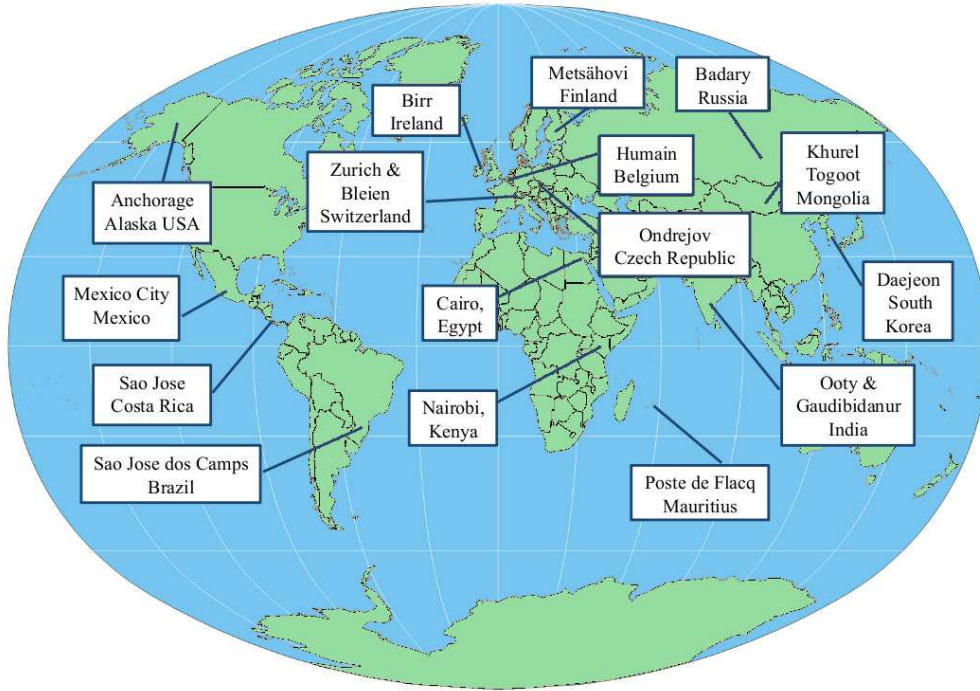 Metsähovi
Finland
Badary
Russia
Birr
Ireland
Zurich &
Bleien
Switzerland
Humain
Belgium
Khurel
Togoot
Mongolia
Anchorage
Alaska USA
Ondrejov
Czech Republic
Mexico City
Mexico
Cairo,
Egypt
Daejeon
South
Korea
Sao Jose
Costa Rica
Nairobi,
Kenya
Ooty &
Gaudibidanur
India
Sao Jose dos Camps
Brazil
Poste de Flacq
Mauritius